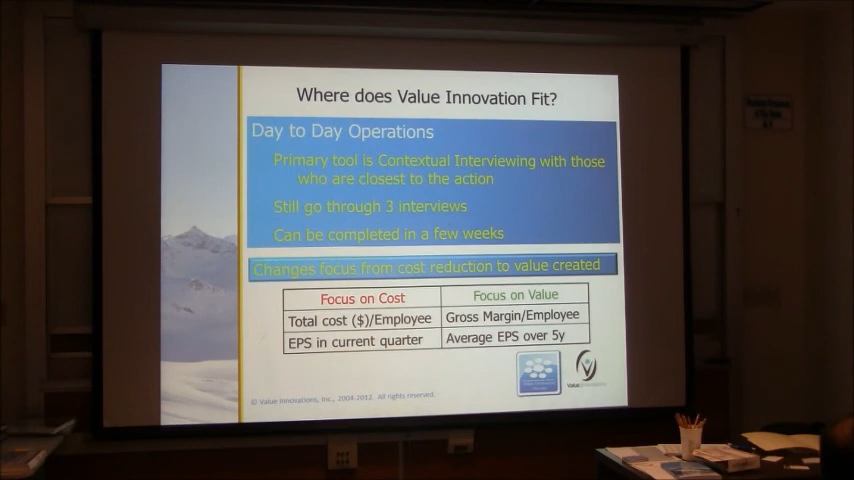 Where does Value Innovation Fit?
Day to Day Operations
Primary tool is Contextual Interviewing with those
who are closest to the action
Still go through 3 interviews
Can be completed in a few weeks
Changes focus from cost reduction to value created
Focus on Cost Focus on Value
Total cost ($)/Employee Gross Margin/Employee
EPS in current quarter Average EPS over 5y
© Value Innovations, Inc., 2004-2012. All rights reserved.
ValueInnovations